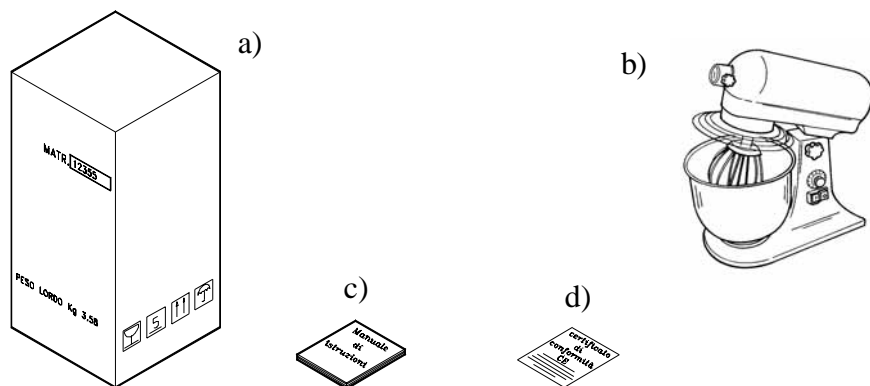 a)
b)
MATR. 12355
PESO LORDO Kg 3.58
5
c)
d)
Manuale
di
istruzioni
certificato
di
conformità
CE